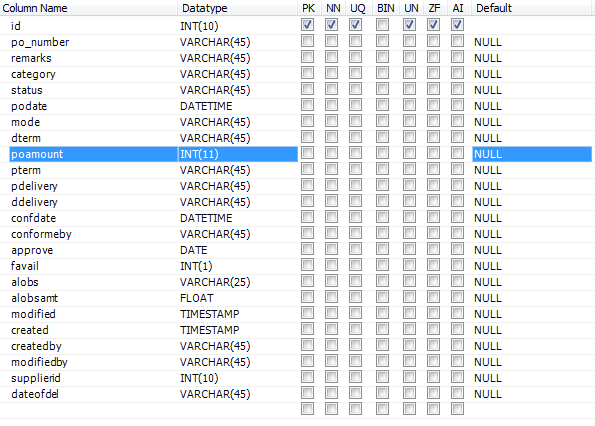 Column Name Datatype PK NN UQ BIN UN ZF AI Default
id INT(10)
po_number VARCHAR(45) NULL
remarks VARCHAR(45) NULL
category VARCHAR(45) NULL
status VARCHAR(45) NULL
podate DATETIME NULL
mode VARCHAR(45) NULL
dterm VARCHAR(45) NULL
poamount INT(11) NULL
pterm VARCHAR(45) NULL
pdelivery VARCHAR(45) NULL
ddelivery VARCHAR(45) NULL
confdate DATETIME NULL
conformeby VARCHAR(45) NULL
approve DATE NULL
favail INT(1) NULL
alobs VARCHAR(25) NULL
alobsamt FLOAT NULL
modified TIMESTAMP NULL
created TIMESTAMP NULL
createdby VARCHAR(45) NULL
modifiedby VARCHAR(45) NULL
supplierid INT(10) NULL
dateofdel VARCHAR(45) NULL